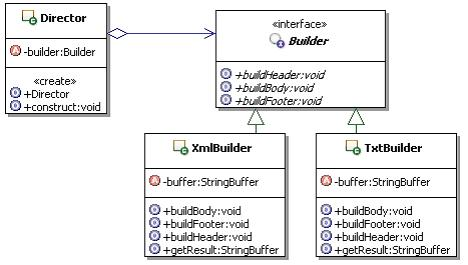 Director
-builder:Builder
«create»
+Director
+construct:void
«interface»
Builder
+buildHeader:void
+buildBody:void
+buildFooter:void
XmlBuilder
-buffer:StringBuffer
+buildBody:void
+buildFooter:void
+buildHeader:void
+getResult:StringBuffer
TxtBuilder
-buffer:StringBuffer
+buildBody:void
+buildFooter:void
+buildHeader:void
+getResult:StringBuffer